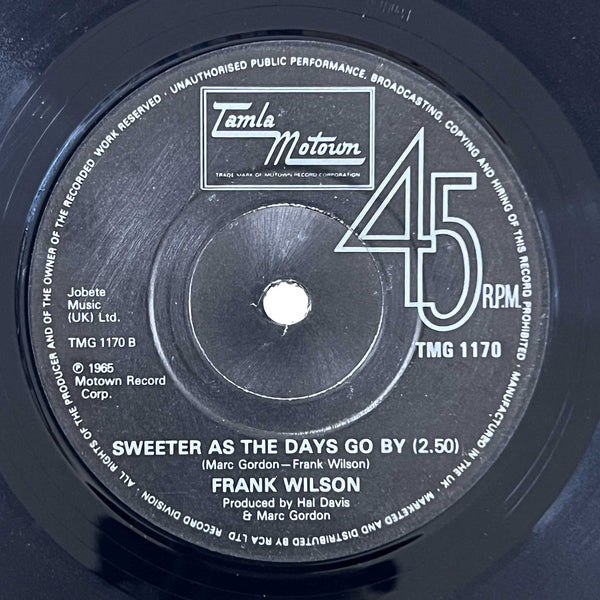 ALL RIGHTS OF THE PRODUCER AND OF THE OWNER OF THE RECORDED WORK RESERVED · UNAUTHORISED PUBLIC PERFORMANCE, BROADCASTING, COPYING AND HIRING OF THIS RECORD PROHIBITED · MANUFACTURED IN THE UK · MARKETED AND DISTRIBUTED BY RCA LTD RECORD DIVISION ·
Tamla
Motown
TRADE MARK OF MOTOWN RECORD CORPORATION
45
RPM
Jobete
Music
(UK) Ltd.
TMG 1170 B
℗ 1965
Motown Record
Corp.
TMG 1170
SWEETER AS THE DAYS GO BY (2.50)
(Marc Gordon—Frank Wilson)
FRANK WILSON
Produced by Hal Davis
& Marc Gordon